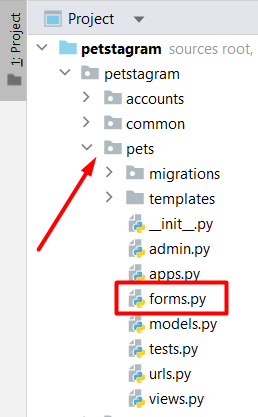 1: Project
Project
petstagram sources root,
petstagram
accounts
common
pets
migrations
templates
__init__.py
admin.py
apps.py
forms.py
models.py
tests.py
urls.py
views.py